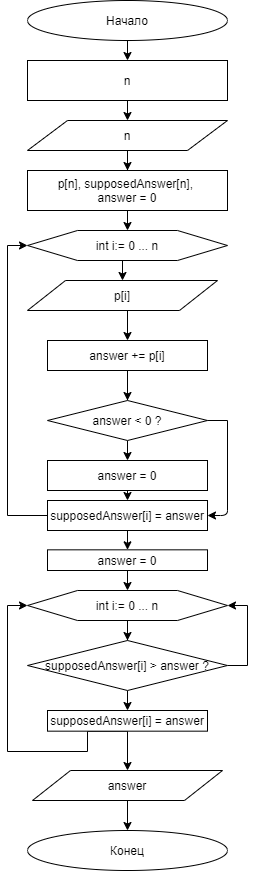 Начало
n
n
p[n], supposedAnswer[n],
answer = 0
int i:= 0 ... n
p[i]
answer += p[i]
answer < 0 ?
answer = 0
supposedAnswer[i] = answer
answer = 0
int i:= 0 ... n
supposedAnswer[i] > answer ?
supposedAnswer[i] = answer
answer
Конец